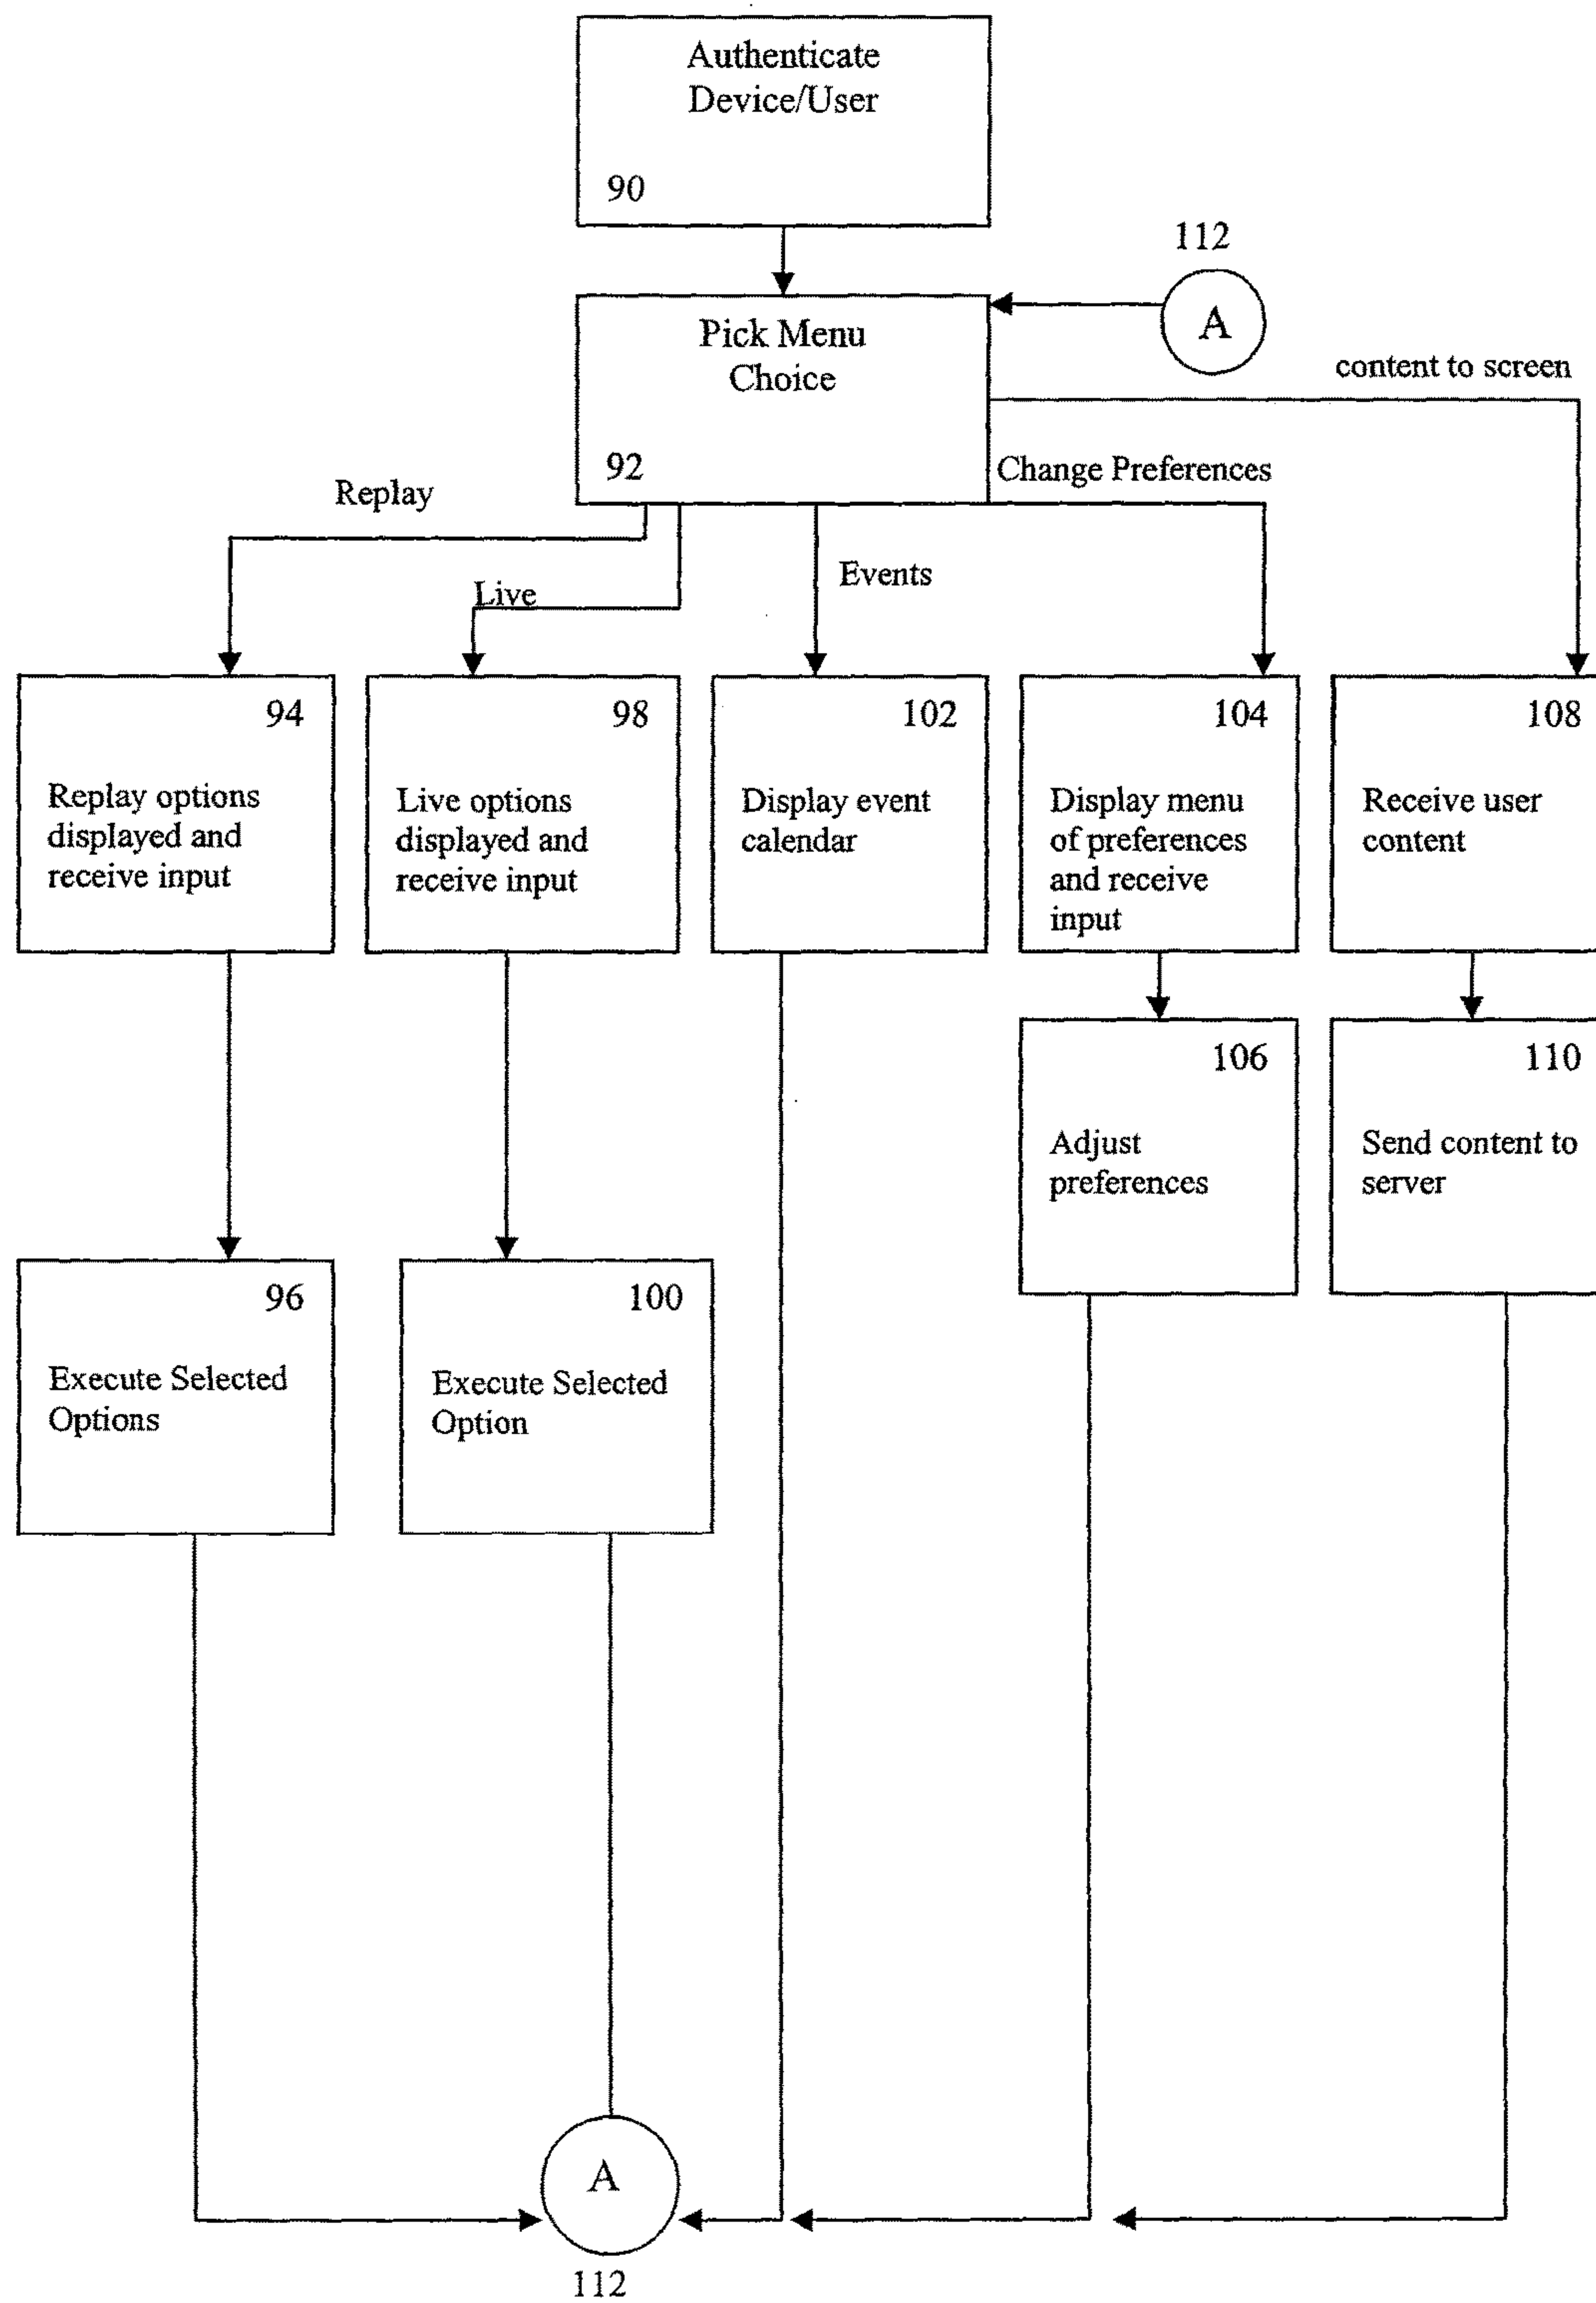 Authenticate
Device/User
90
112
A
Pick Menu
Choice
92
content to screen
Change Preferences
Replay
Live
Events
94
Replay options
displayed and
receive input
98
Live options
displayed and
receive input
102
Display event
calendar
104
Display menu
of preferences
and receive
input
108
Receive user
content
106
Adjust
preferences
110
Send content to
server
96
Execute Selected
Options
100
Execute Selected
Option
A
112